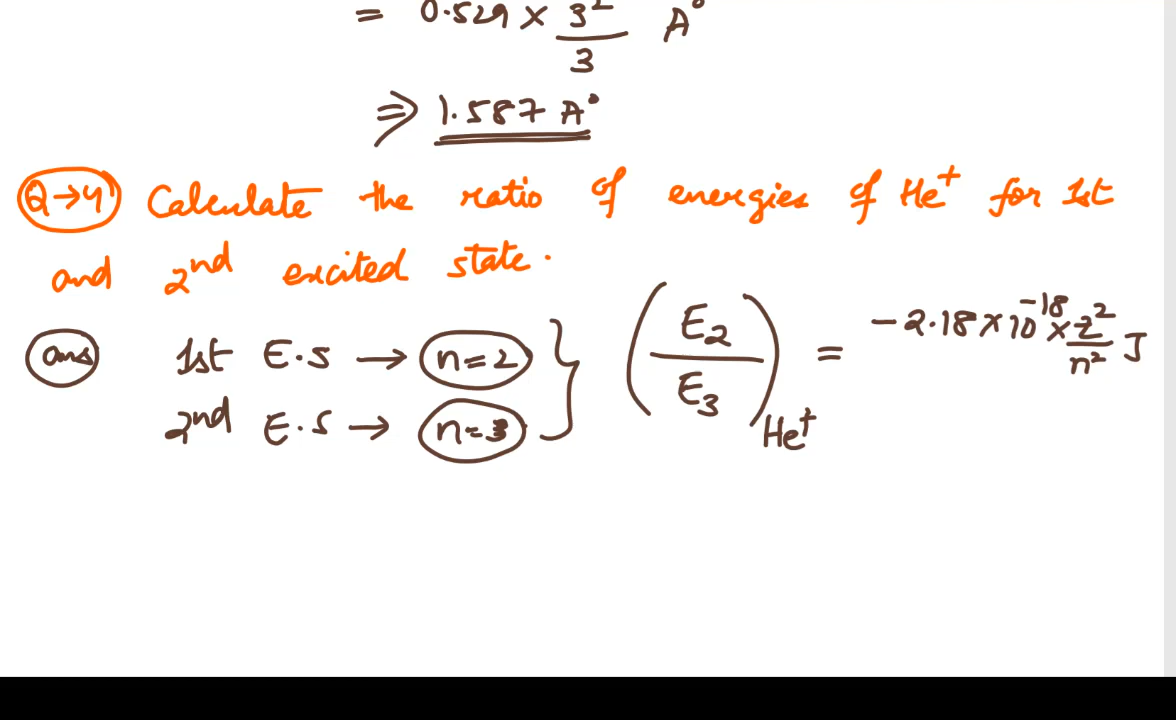 = 0.529 × 3²/3 A°
⇒ 1.587 A°
Q→4 Calculate the ratio of energies of He⁺ for 1st
and 2nd excited state.
ans 1st E.S → n=2 } (E₂/E₃)He⁺ = -2.18×10⁻¹⁸ × z²/n² J
2nd E.S → n=3